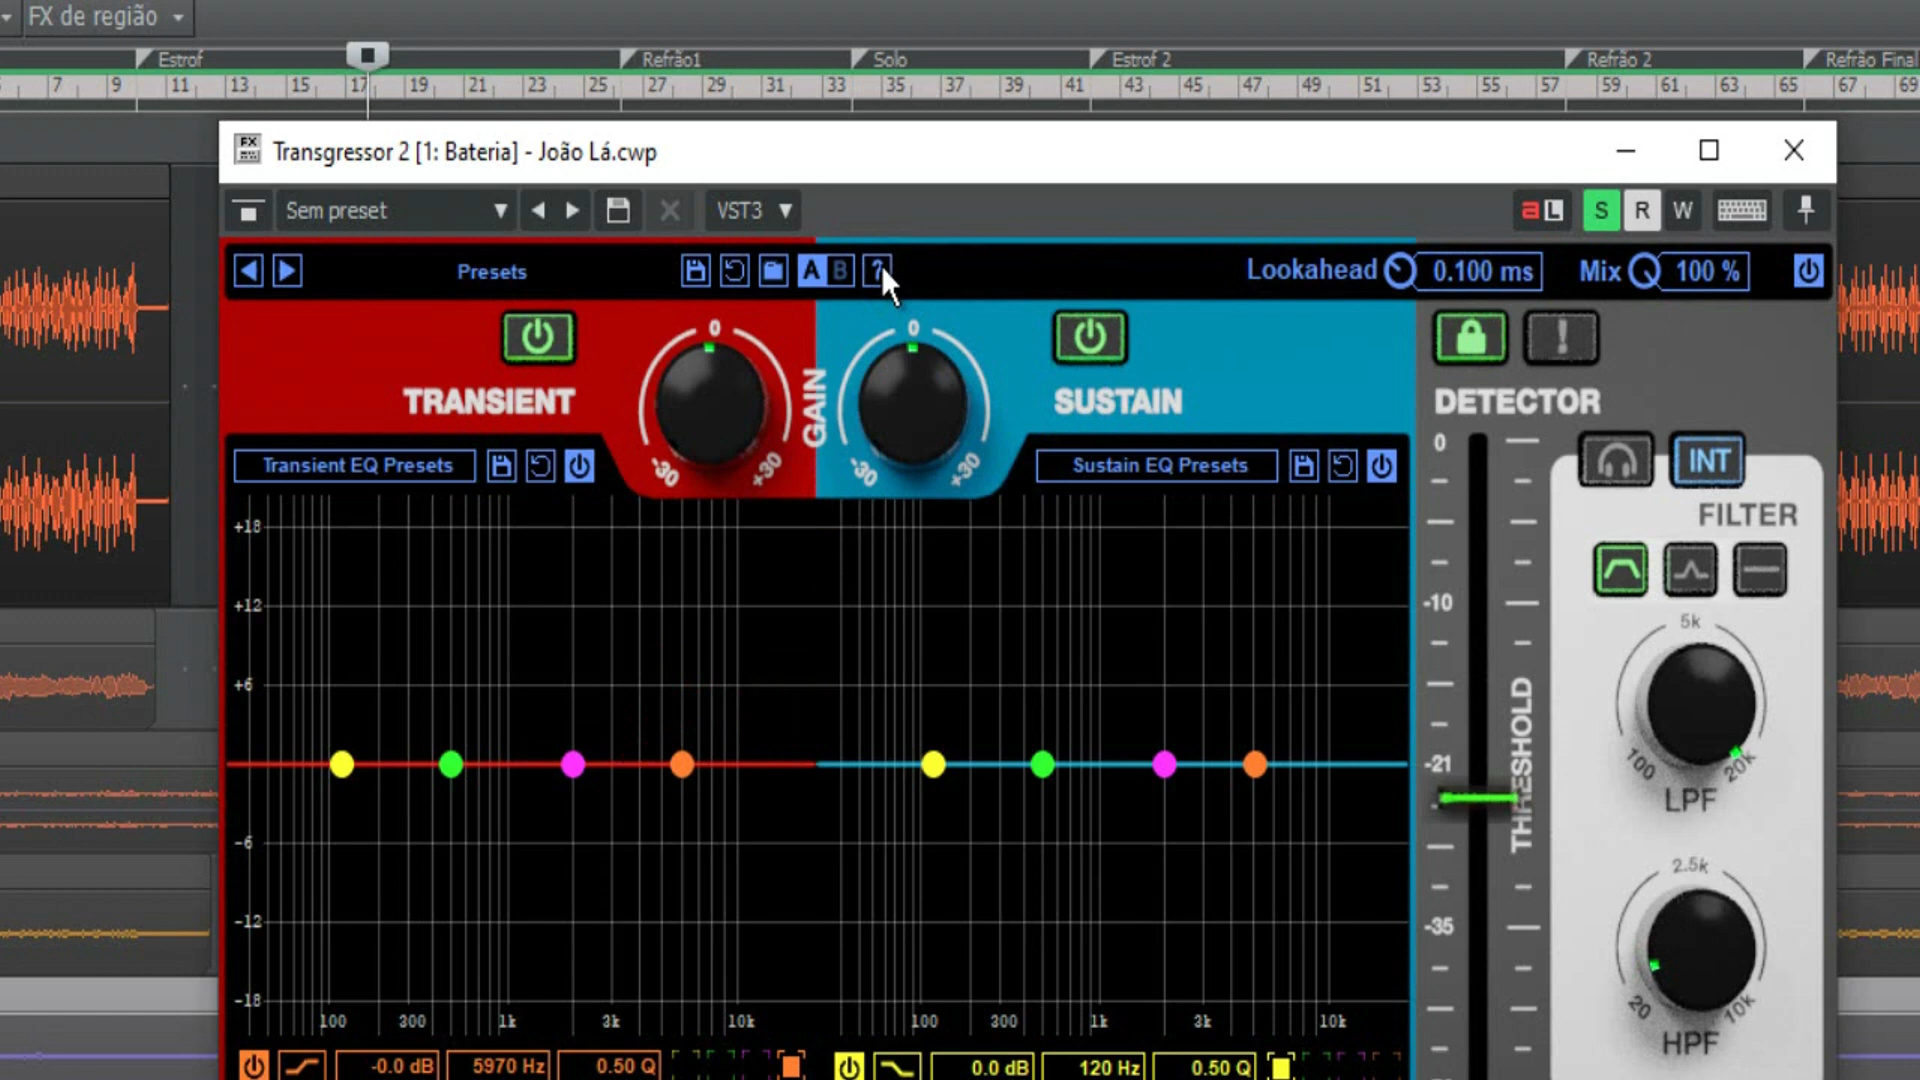 FX de região
Estrof Refrão1 Solo Estrof 2 Refrão 2 Refrão Final
7 9 11 13 15 17 19 21 23 25 27 29 31 33 35 37 39 41 43 45 47 49 51 53 55 57 59 61 63 65 67 69
FX
Transgressor 2 [1: Bateria] - João Lá.cwp
Sem preset VST3 aL S R W
Presets A B ? Lookahead 0.100 ms Mix 100 %
TRANSIENT 0 -30 +30 GAIN 0 -30 +30 SUSTAIN
DETECTOR
Transient EQ Presets Sustain EQ Presets
INT
FILTER
+18
+12
+6
-6
-12
-18
100 300 1k 3k 10k 100 300 1k 3k 10k
0
-10
-21
-35
THRESHOLD
5k
100 20k
LPF
2.5k
20 10k
HPF
-0.0 dB 5970 Hz 0.50 Q 0.0 dB 120 Hz 0.50 Q